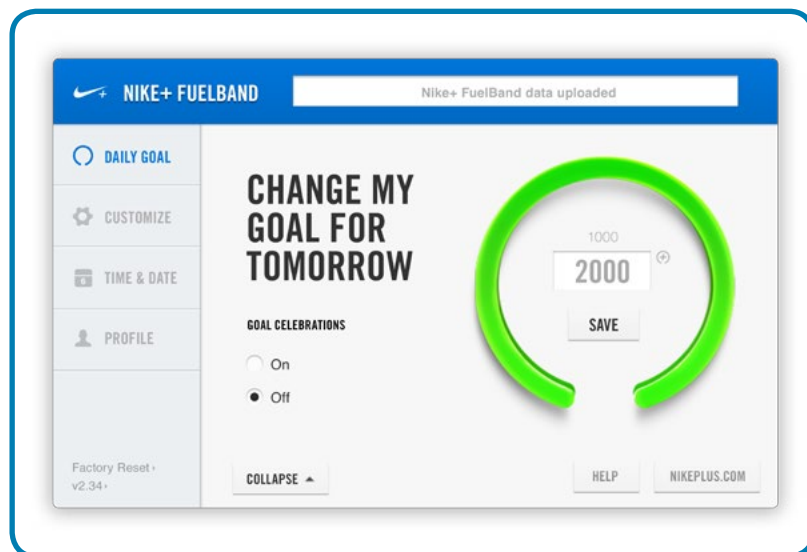 NIKE+ FUELBAND
Nike+ FuelBand data uploaded
DAILY GOAL
CUSTOMIZE
TIME & DATE
PROFILE
Factory Reset
v2.34
CHANGE MY
GOAL FOR
TOMORROW
GOAL CELEBRATIONS
On
Off
COLLAPSE
1000
2000
SAVE
HELP
NIKEPLUS.COM